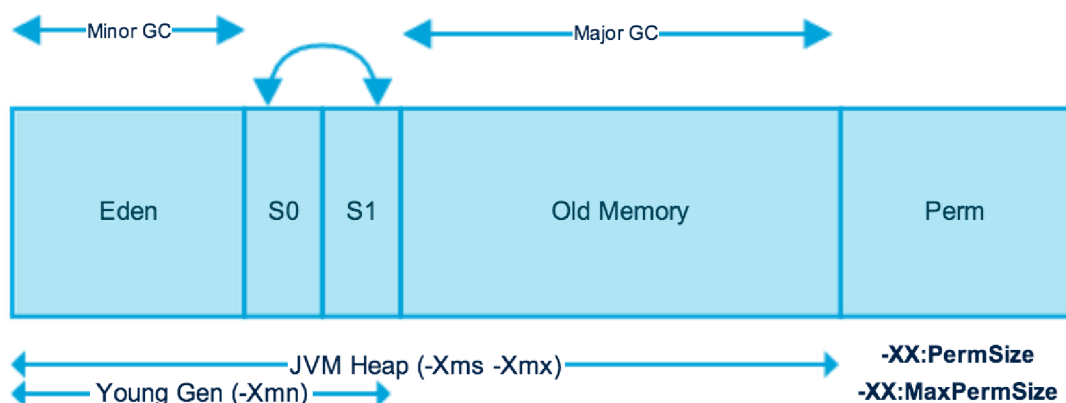 Minor GC
Major GC
Eden
S0
S1
Old Memory
Perm
JVM Heap (-Xms -Xmx)
-XX:PermSize
Young Gen (-Xmn)
-XX:MaxPermSize